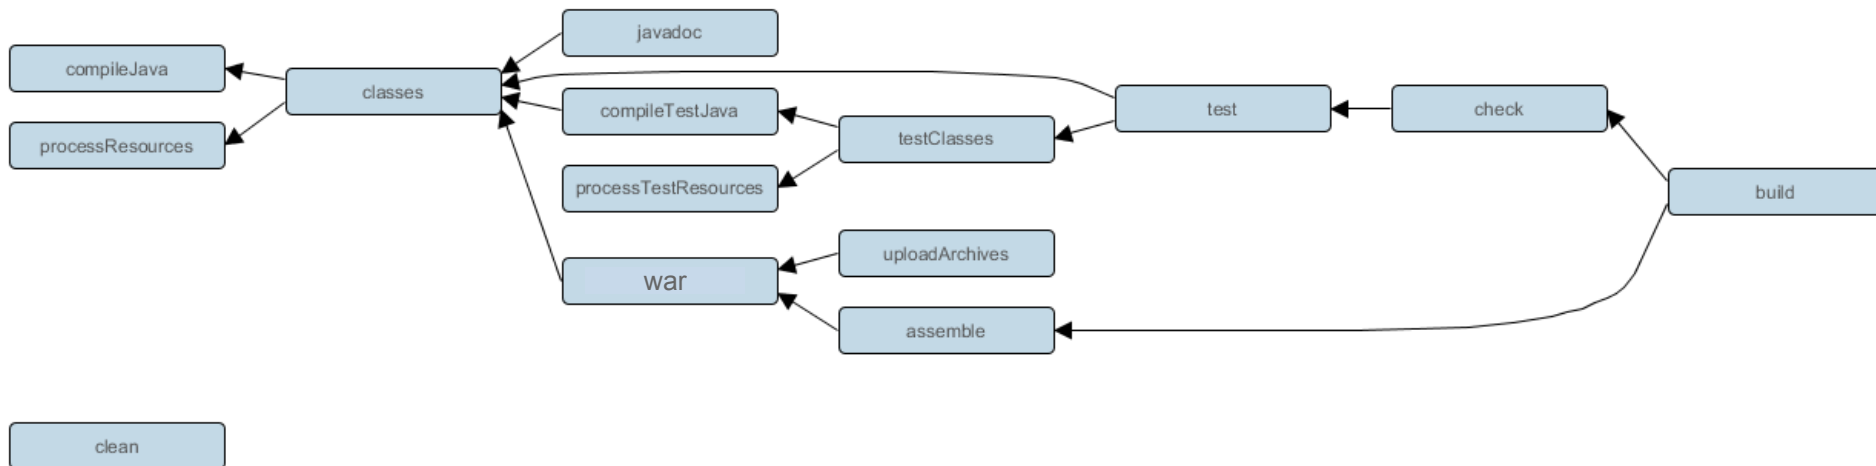 javadoc
compileJava
classes
compileTestJava
test
check
testClasses
processResources
processTestResources
build
uploadArchives
war
assemble
clean